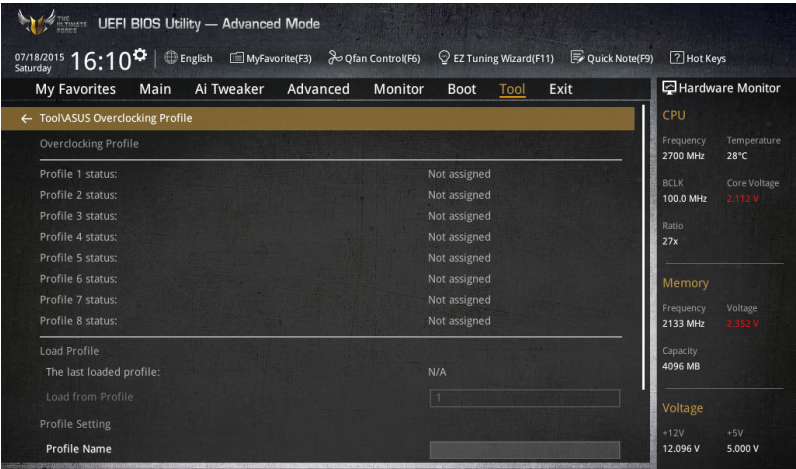 THE
ULTIMATE
FORCE
UEFI BIOS Utility — Advanced Mode
07/18/2015
Saturday
16:10
English
MyFavorite(F3)
Qfan Control(F6)
EZ Tuning Wizard(F11)
Quick Note(F9)
? Hot Keys
My Favorites Main Ai Tweaker Advanced Monitor Boot Tool Exit
Tool\ASUS Overclocking Profile
Overclocking Profile
Profile 1 status: Not assigned
Profile 2 status: Not assigned
Profile 3 status: Not assigned
Profile 4 status: Not assigned
Profile 5 status: Not assigned
Profile 6 status: Not assigned
Profile 7 status: Not assigned
Profile 8 status: Not assigned
Load Profile
The last loaded profile: N/A
Load from Profile 1
Profile Setting
Profile Name
Hardware Monitor
CPU
Frequency Temperature
2700 MHz 28°C
BCLK Core Voltage
100.0 MHz 2.112 V
Ratio
27x
Memory
Frequency Voltage
2133 MHz 2.352 V
Capacity
4096 MB
Voltage
+12V +5V
12.096 V 5.000 V